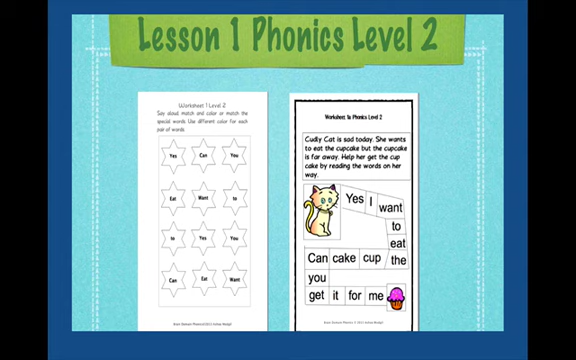 Lesson 1 Phonics Level 2
Worksheet 1 Level 2
Say aloud, match and color or match the
special words. Use different color for each
pair of words
Yes Can You
Eat Want to
to Yes You
Can Eat Want
Worksheet 1a Phonics Level 2
Cudly Cat is sad today. She wants
to eat the cupcake but the cupcake
is far away. Help her get the cup
cake by reading the words on her
way.
Yes I want
to
eat
Can cake cup the
you
get it for me